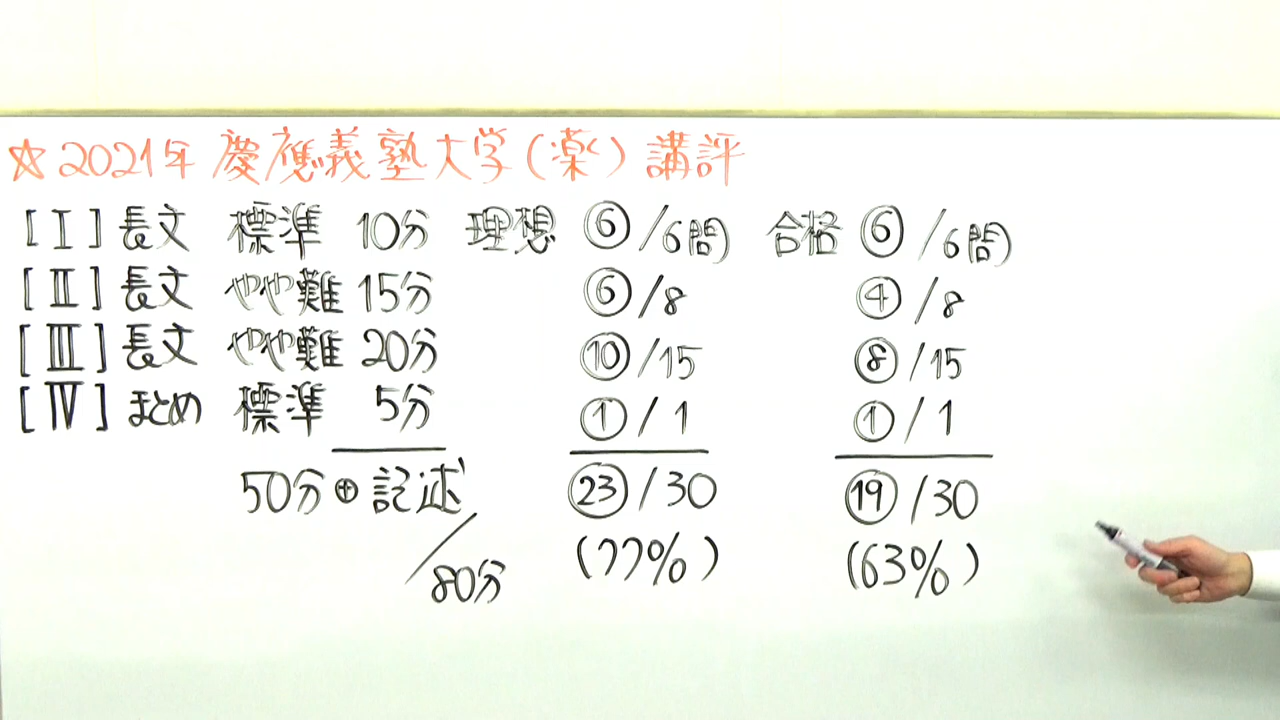 ☆2021年 慶應義塾大学(薬)講評
[Ⅰ]長文 標準 10分 理想 ⑥/6問 合格 ⑥/6問
[Ⅱ]長文 やや難 15分 ⑥/8 ④/8
[Ⅲ]長文 やや難 20分 ⑩/15 ⑧/15
[Ⅳ]まとめ 標準 5分 ①/1 ①/1
50分⊕記述 ㉓/30 ⑲/30
/80分 (77%) (63%)